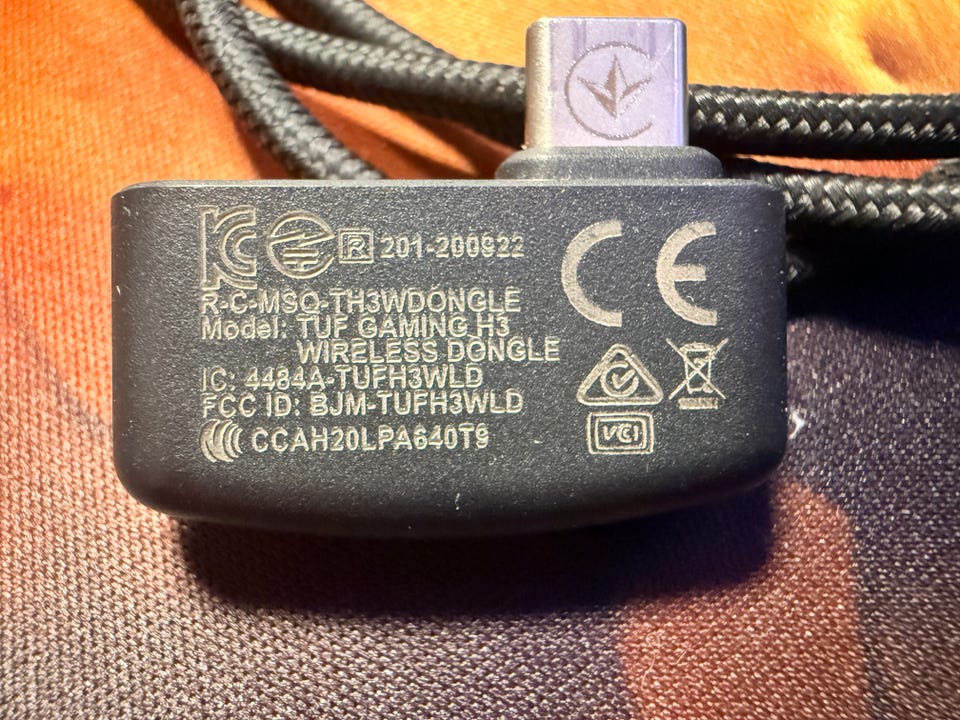 R 201-200922
R-C-MSQ-TH3WDONGLE
Model: TUF GAMING H3
WIRELESS DONGLE
IC: 4484A-TUFH3WLD
FCC ID: BJM-TUFH3WLD
CCAH20LPA640T9
CE
VCI